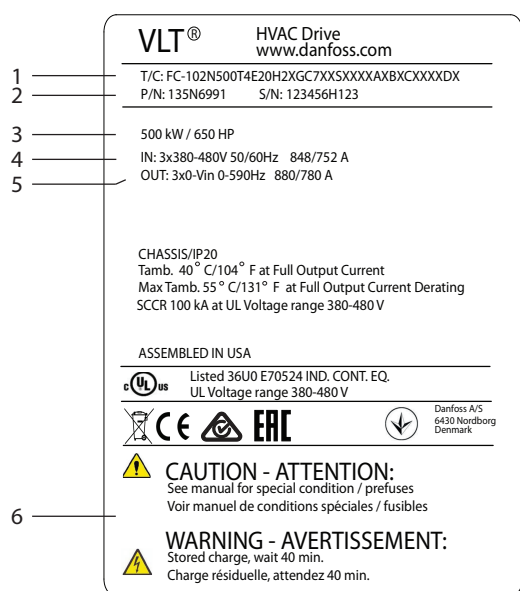 VLT® HVAC Drive
www.danfoss.com
1 T/C: FC-102N500T4E20H2XGC7XXSXXXXAXBXCXXXXDX
2 P/N: 135N6991 S/N: 123456H123
3 500 kW / 650 HP
4 IN: 3x380-480V 50/60Hz 848/752 A
5 OUT: 3x0-Vin 0-590Hz 880/780 A
CHASSIS/IP20
Tamb. 40° C/104° F at Full Output Current
Max Tamb. 55° C/131° F at Full Output Current Derating
SCCR 100 kA at UL Voltage range 380-480 V
ASSEMBLED IN USA
c UL us Listed 36U0 E70524 IND. CONT. EQ.
UL Voltage range 380-480 V
CE EAC
Danfoss A/S
6430 Nordborg
Denmark
CAUTION - ATTENTION:
See manual for special condition / prefuses
Voir manuel de conditions spéciales / fusibles
6
WARNING - AVERTISSEMENT:
Stored charge, wait 40 min.
Charge résiduelle, attendez 40 min.